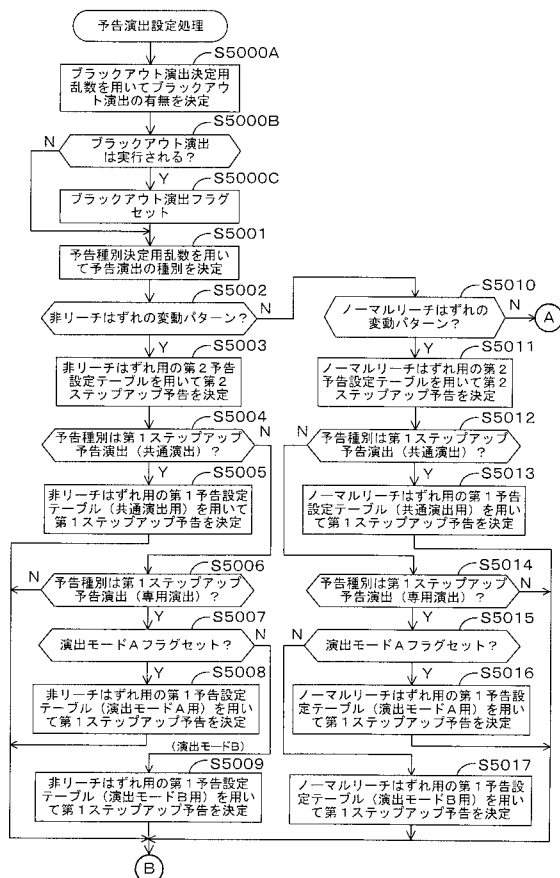 予告演出設定処理
S5000A
ブラックアウト演出決定用
乱数を用いてブラックアウ
ト演出の有無を決定
S5000B
N
ブラックアウト演出
は実行される？
Y
S5000C
ブラックアウト演出フラグ
セット
S5001
予告種別決定用乱数を用い
て予告演出の種別を決定
S5002
非リーチはずれの変動パターン？
N
Y
S5003
非リーチはずれ用の第２予告
設定テーブルを用いて第２
ステップアップ予告を決定
S5004
予告種別は第１ステップアップ
予告演出（共通演出）？
N
Y
S5005
非リーチはずれ用の第１予告設定
テーブル（共通演出用）を用い
て第１ステップアップ予告を決定
S5006
N
予告種別は第１ステップアップ
予告演出（専用演出）？
Y
S5007
演出モードＡフラグセット？
N
Y
S5008
非リーチはずれ用の第１予告設定
テーブル（演出モードＡ用）を用い
て第１ステップアップ予告を決定
(演出モードB)
S5009
非リーチはずれ用の第１予告設定
テーブル（演出モードＢ用）を用い
て第１ステップアップ予告を決定
B
S5010
ノーマルリーチはずれの
変動パターン？
N
A
Y
S5011
ノーマルリーチはずれ用の第２
予告設定テーブルを用いて第２
ステップアップ予告を決定
S5012
N
予告種別は第１ステップアップ
予告演出（共通演出）？
Y
S5013
ノーマルリーチはずれ用の第１予告
設定テーブル（共通演出用）を用い
て第１ステップアップ予告を決定
S5014
予告種別は第１ステップアップ
予告演出（専用演出）？
N
Y
S5015
N
演出モードＡフラグセット？
Y
S5016
ノーマルリーチはずれ用の第１予告設
定テーブル（演出モードＡ用）を用い
て第１ステップアップ予告を決定
S5017
ノーマルリーチはずれ用の第１予告設
定テーブル（演出モードＢ用）を用い
て第１ステップアップ予告を決定